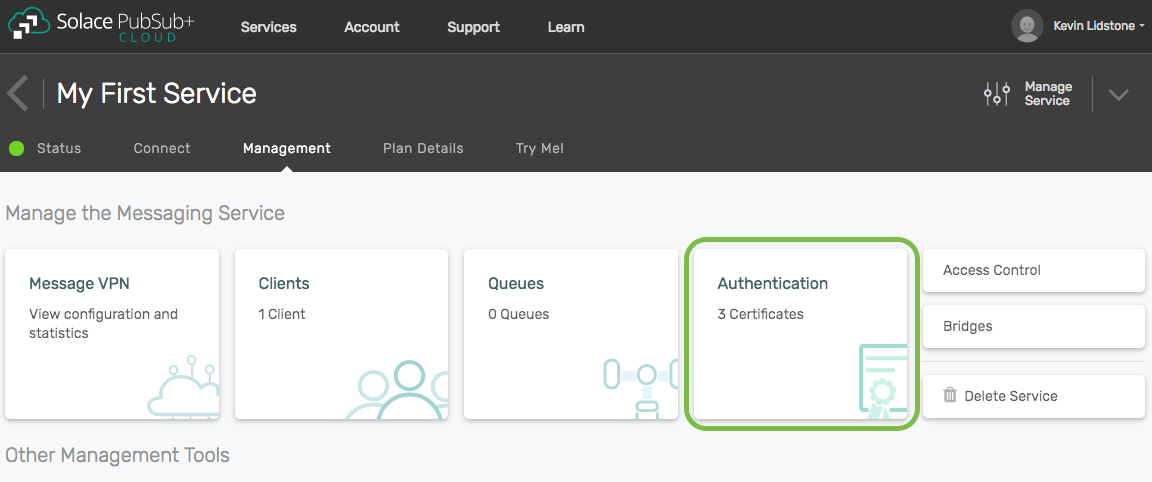 Solace PubSub+
CLOUD
Services
Account
Support
Learn
Kevin Lidstone
My First Service
Manage
Service
Status
Connect
Management
Plan Details
Try Me!
Manage the Messaging Service
Message VPN
View configuration and
statistics
Clients
1 Client
Queues
0 Queues
Authentication
3 Certificates
Access Control
Bridges
Delete Service
Other Management Tools